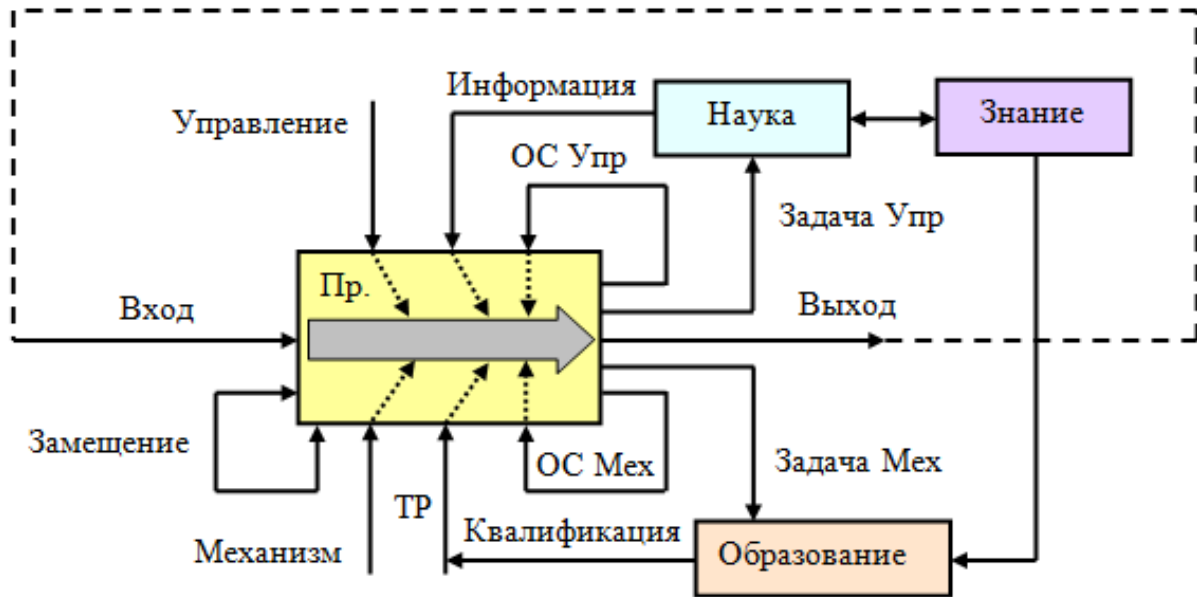 Информация
Управление
Наука
Знание
ОС Упр
Задача Упр
Пр.
Вход
Выход
Замещение
ОС Мех
Задача Мех
ТР
Механизм
Квалификация
Образование